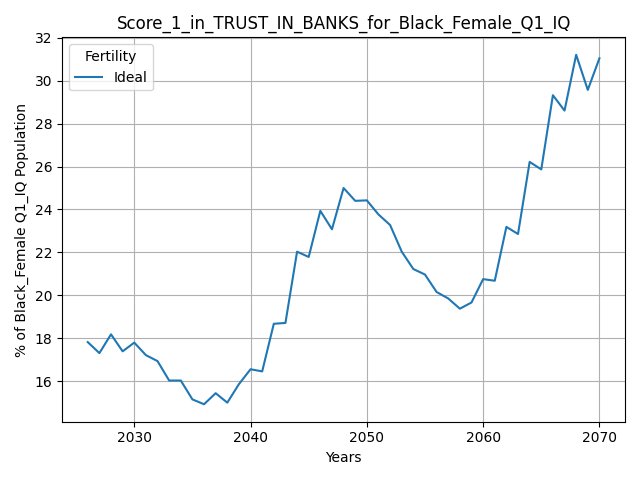 Score_1_in_TRUST_IN_BANKS_for_Black_Female_Q1_IQ
Fertility
Ideal
% of Black_Female Q1_IQ Population
32
30
28
26
24
22
20
18
16
2030
2040
2050
2060
2070
Years